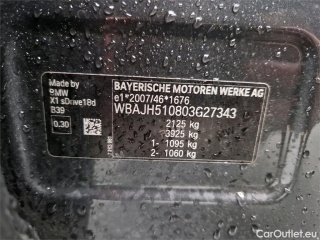 Made by
BMW
X1 sDrive18d
B39
0.30
BAYERISCHE MOTOREN WERKE AG
e1*2007/46*1676
WBAJH510803G27343
2125 kg
3925 kg
1- 1095 kg
2- 1060 kg
CarOutlet.eu